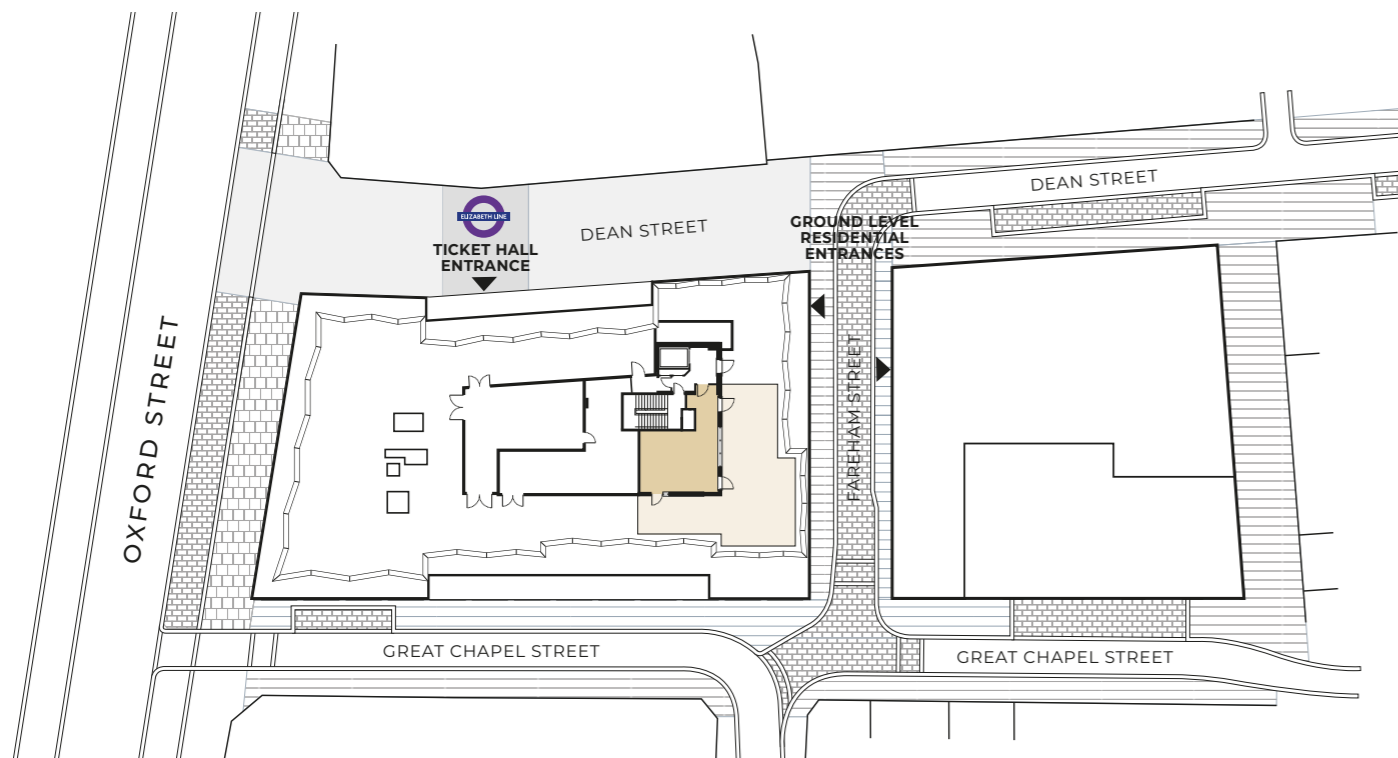 DEAN STREET
ELIZABETH LINE
TICKET HALL
ENTRANCE
DEAN STREET
GROUND LEVEL
RESIDENTIAL
ENTRANCES
OXFORD STREET
FAREHAM STREET
GREAT CHAPEL STREET
GREAT CHAPEL STREET